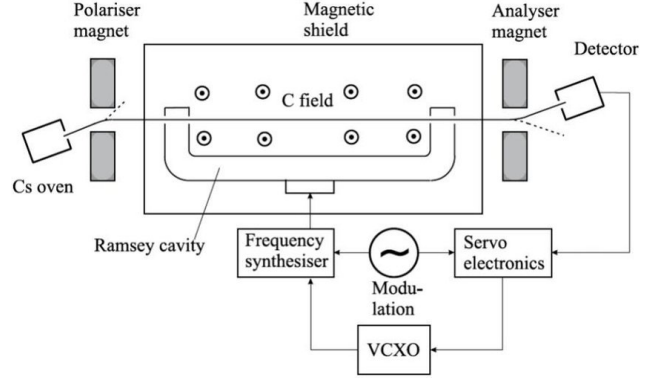 Polariser
magnet
Magnetic
shield
Analyser
magnet
Detector
C field
Cs oven
Ramsey cavity
Frequency
synthesiser
~
Modu-
lation
Servo
electronics
VCXO